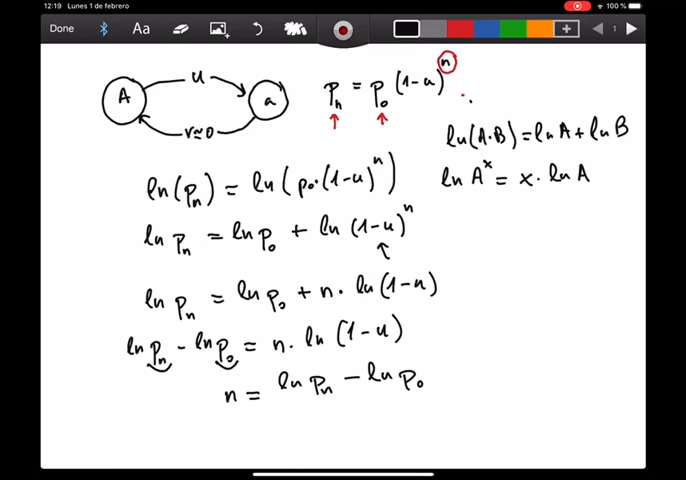 12:19 Lunes 1 de febrero 100 %
Done Aa 1
A u a
v≃0
pₙ = p₀ (1-u)ⁿ
ln(A·B) = ln A + ln B
ln Aˣ = x · ln A
ln(pₙ) = ln(p₀·(1-u)ⁿ)
ln pₙ = ln p₀ + ln (1-u)ⁿ
ln pₙ = ln p₀ + n · ln(1-u)
ln pₙ - ln p₀ = n · ln (1-u)
n = ln pₙ - ln p₀